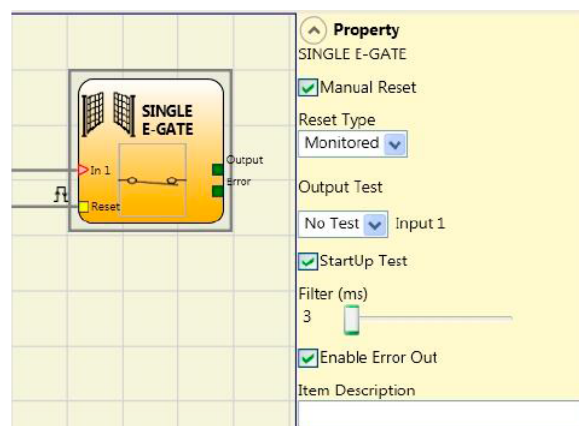 SINGLE
E-GATE
In 1
Output
Error
Reset
Property
SINGLE E-GATE
Manual Reset
Reset Type
Monitored
Output Test
No Test Input 1
StartUp Test
Filter (ms)
3
Enable Error Out
Item Description